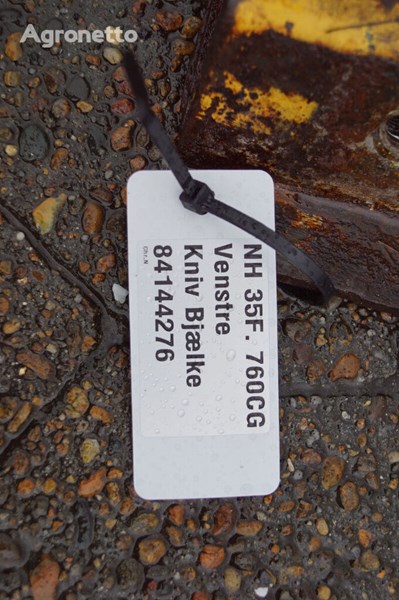 Agronetto
NH 35F. 760CG
Venstre
Kniv Bjælke
84144276